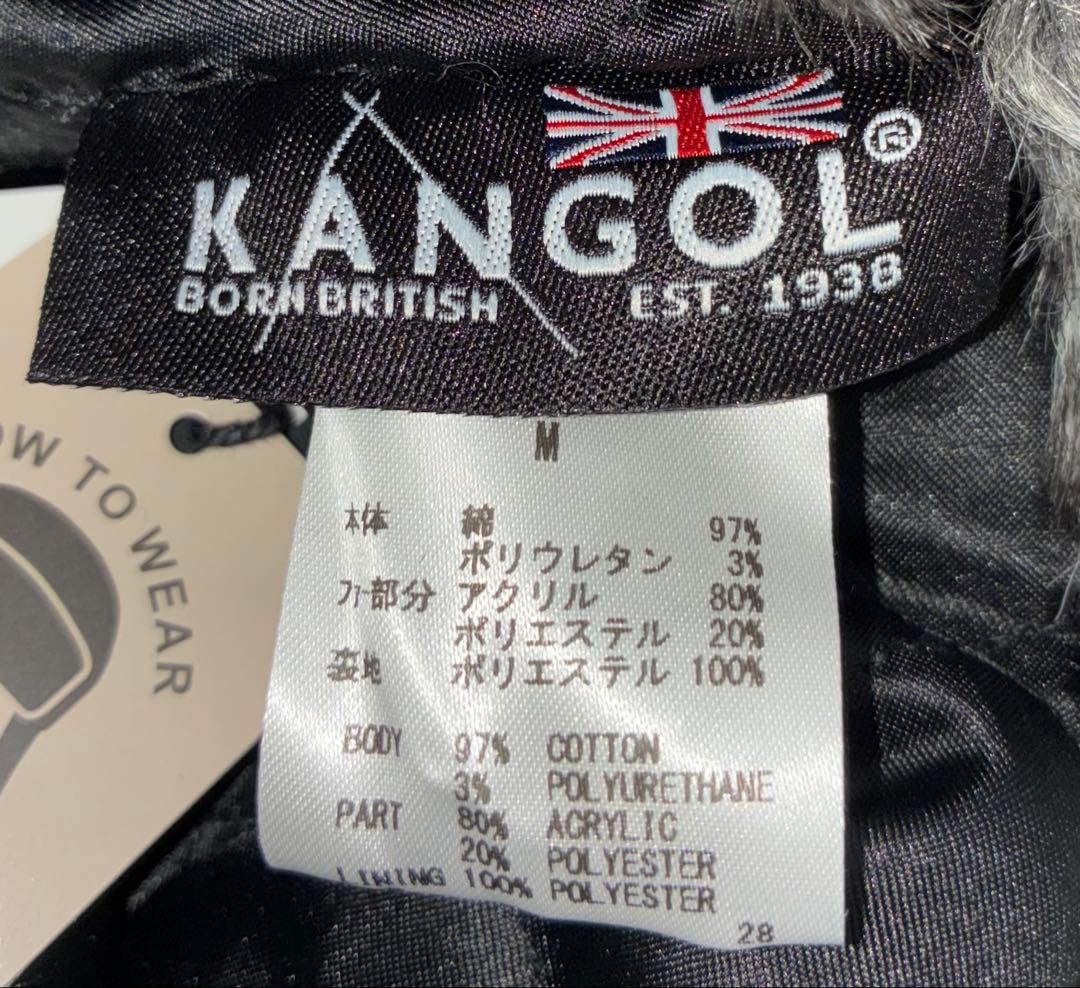 KANGOL®
BORN BRITISH EST. 1938
OW TO WEAR
M
本体 綿 97%
ポリウレタン 3%
ファー部分 アクリル 80%
ポリエステル 20%
裏地 ポリエステル 100%
BODY 97% COTTON
3% POLYURETHANE
PART 80% ACRYLIC
20% POLYESTER
LINING 100% POLYESTER
28